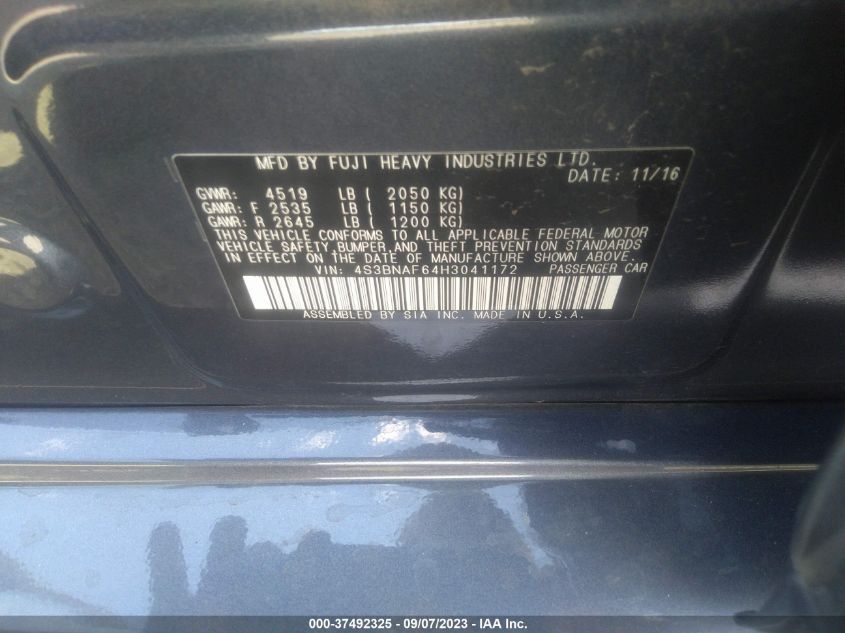 MFD BY FUJI HEAVY INDUSTRIES LTD.
DATE: 11/16
GVWR: 4519 LB ( 2050 KG)
GAWR: F 2535 LB ( 1150 KG)
GAWR: R 2645 LB ( 1200 KG)
THIS VEHICLE CONFORMS TO ALL APPLICABLE FEDERAL MOTOR
VEHICLE SAFETY, BUMPER, AND THEFT PREVENTION STANDARDS
IN EFFECT ON THE DATE OF MANUFACTURE SHOWN ABOVE.
VIN: 4S3BNAF64H3041172 PASSENGER CAR
ASSEMBLED BY SIA INC. MADE IN U.S.A.
000-37492325 - 09/07/2023 - IAA Inc.